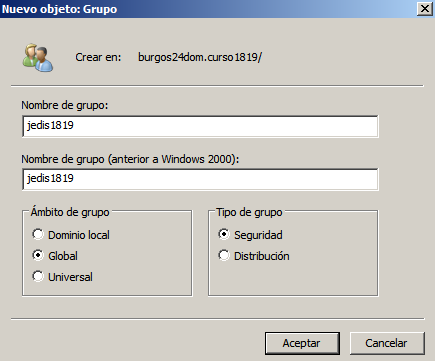 Nuevo objeto: Grupo
Crear en: burgos24dom.curso1819/
Nombre de grupo:
jedis1819
Nombre de grupo (anterior a Windows 2000):
jedis1819
Ámbito de grupo
Dominio local
Global
Universal
Tipo de grupo
Seguridad
Distribución
Aceptar
Cancelar